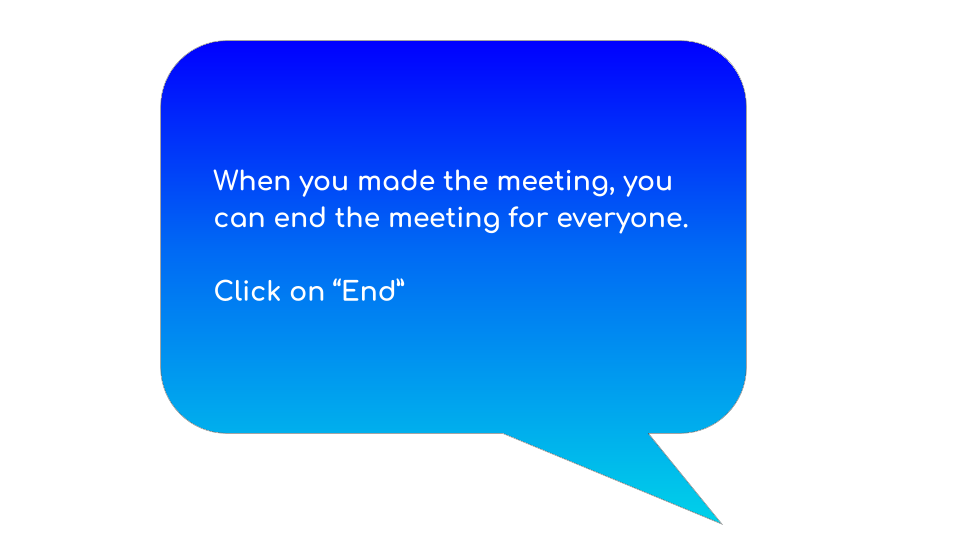 When you made the meeting, you
can end the meeting for everyone.
Click on “End”